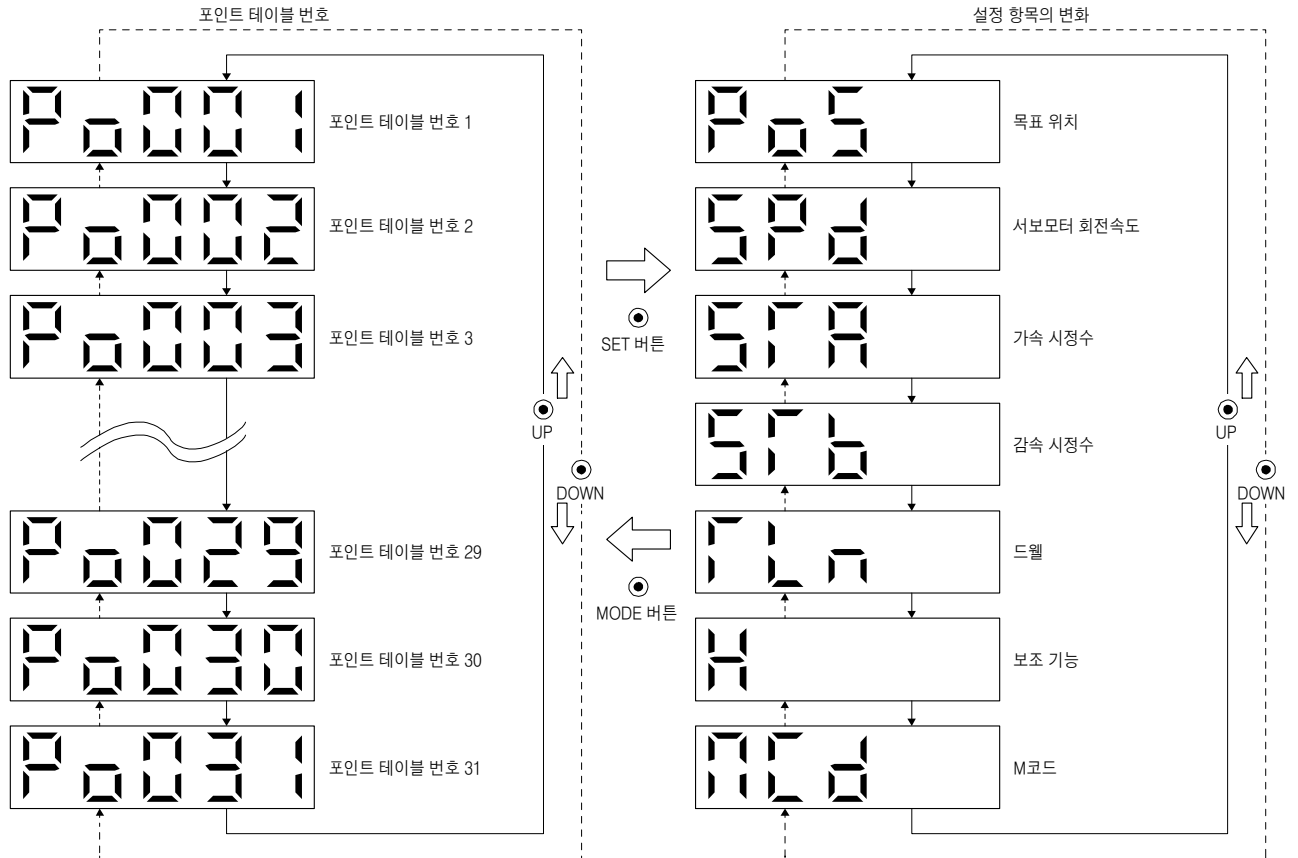 포인트 테이블 번호
Po001
포인트 테이블 번호 1
Po002
포인트 테이블 번호 2
Po003
포인트 테이블 번호 3
Po029
포인트 테이블 번호 29
Po030
포인트 테이블 번호 30
Po031
포인트 테이블 번호 31
UP
DOWN
SET 버튼
MODE 버튼
설정 항목의 변화
PoS
목표 위치
SPd
서보모터 회전속도
STA
가속 시정수
STb
감속 시정수
TLn
드웰
H
보조 기능
MCd
M코드
UP
DOWN